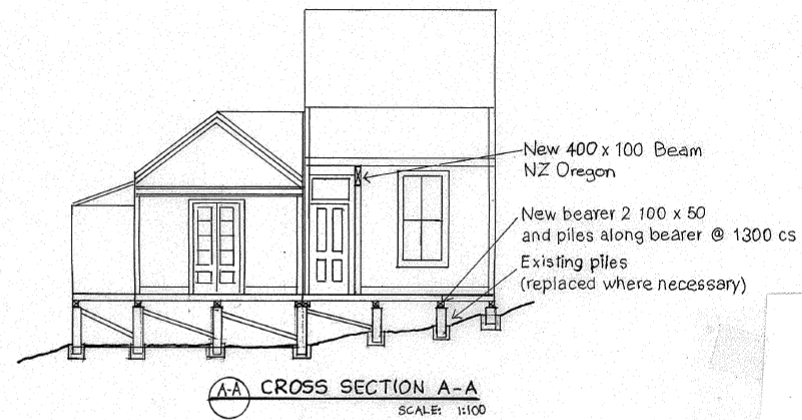 New 400 x 100 Beam
NZ Oregon
New bearer 2 100 x 50
and piles along bearer @ 1300 cs
Existing piles
(replaced where necessary)
A-A CROSS SECTION A-A
SCALE: 1:100